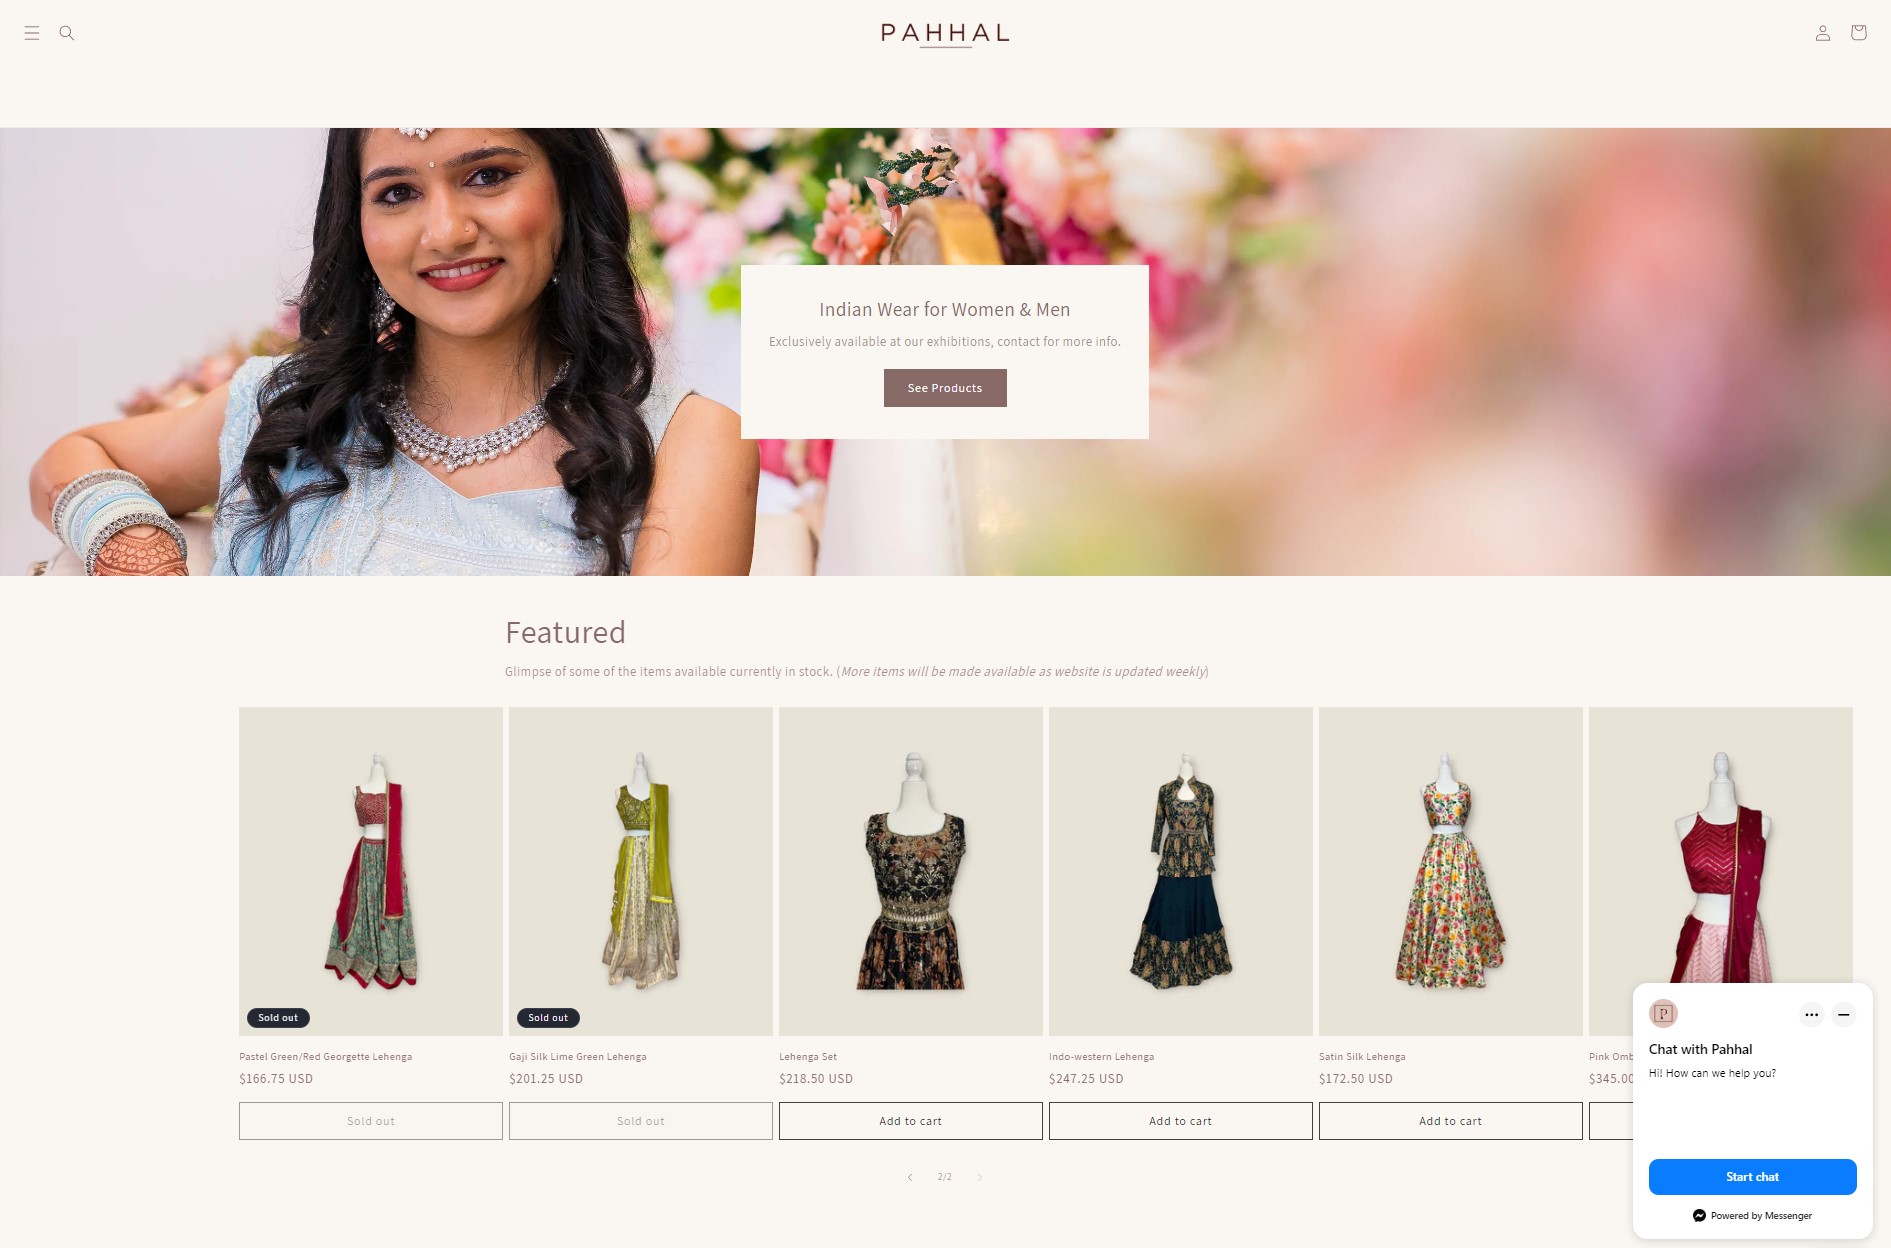 PAHHAL
Indian Wear for Women & Men
Exclusively available at our exhibitions, contact for more info.
See Products
Featured
Glimpse of some of the items available currently in stock. (More items will be made available as website is updated weekly)
Sold out
Sold out
Pastel Green/Red Georgette Lehenga
$166.75 USD
Sold out
Gaji Silk Lime Green Lehenga
$201.25 USD
Sold out
Lehenga Set
$218.50 USD
Add to cart
Indo-western Lehenga
$247.25 USD
Add to cart
Satin Silk Lehenga
$172.50 USD
Add to cart
Pink Omb
$345.00
2/2
P
Chat with Pahhal
Hi! How can we help you?
Start chat
Powered by Messenger